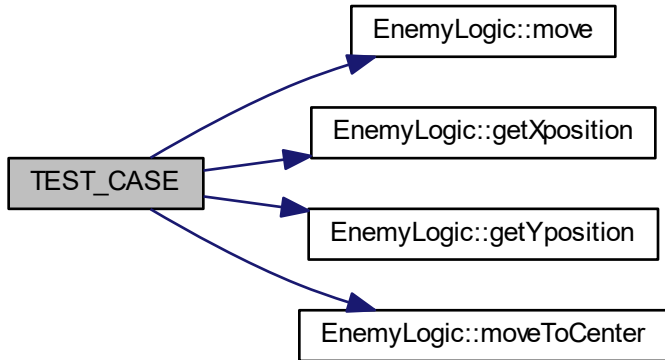 EnemyLogic::move
EnemyLogic::getXposition
TEST_CASE
EnemyLogic::getYposition
EnemyLogic::moveToCenter